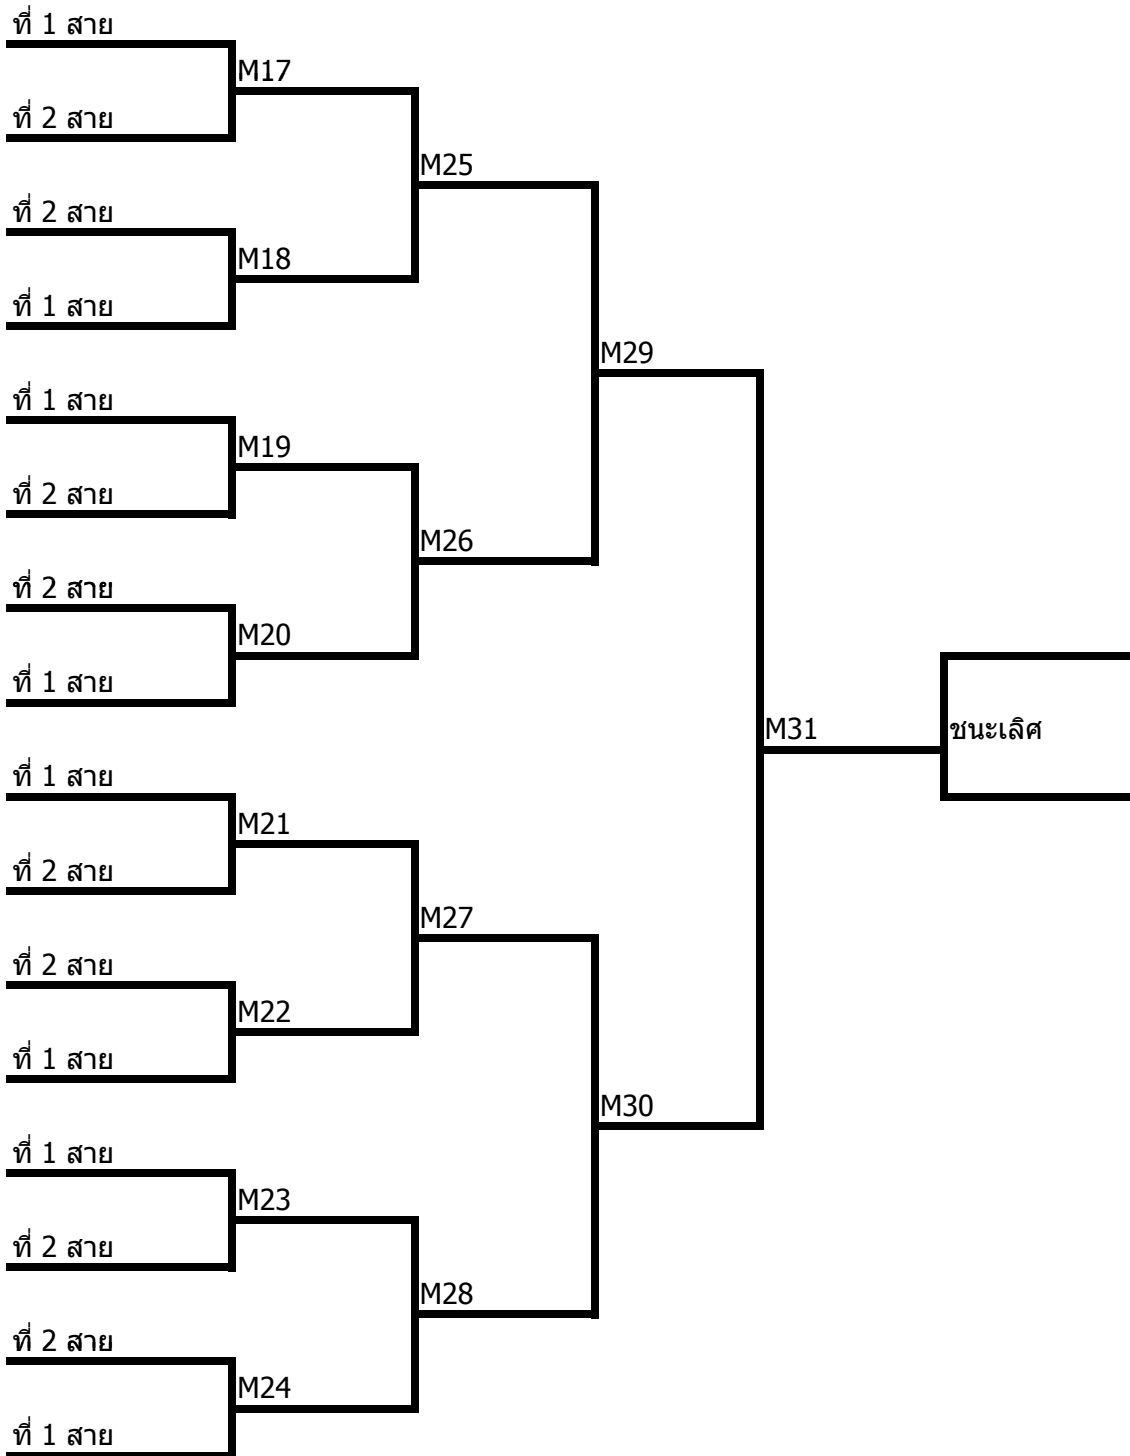 ที่ 1 สาย
M17
ที่ 2 สาย
M25
ที่ 2 สาย
M18
ที่ 1 สาย
M29
ที่ 1 สาย
M19
ที่ 2 สาย
M26
ที่ 2 สาย
M20
ที่ 1 สาย
M31
ชนะเลิศ
ที่ 1 สาย
M21
ที่ 2 สาย
M27
ที่ 2 สาย
M22
ที่ 1 สาย
M30
ที่ 1 สาย
M23
ที่ 2 สาย
M28
ที่ 2 สาย
M24
ที่ 1 สาย